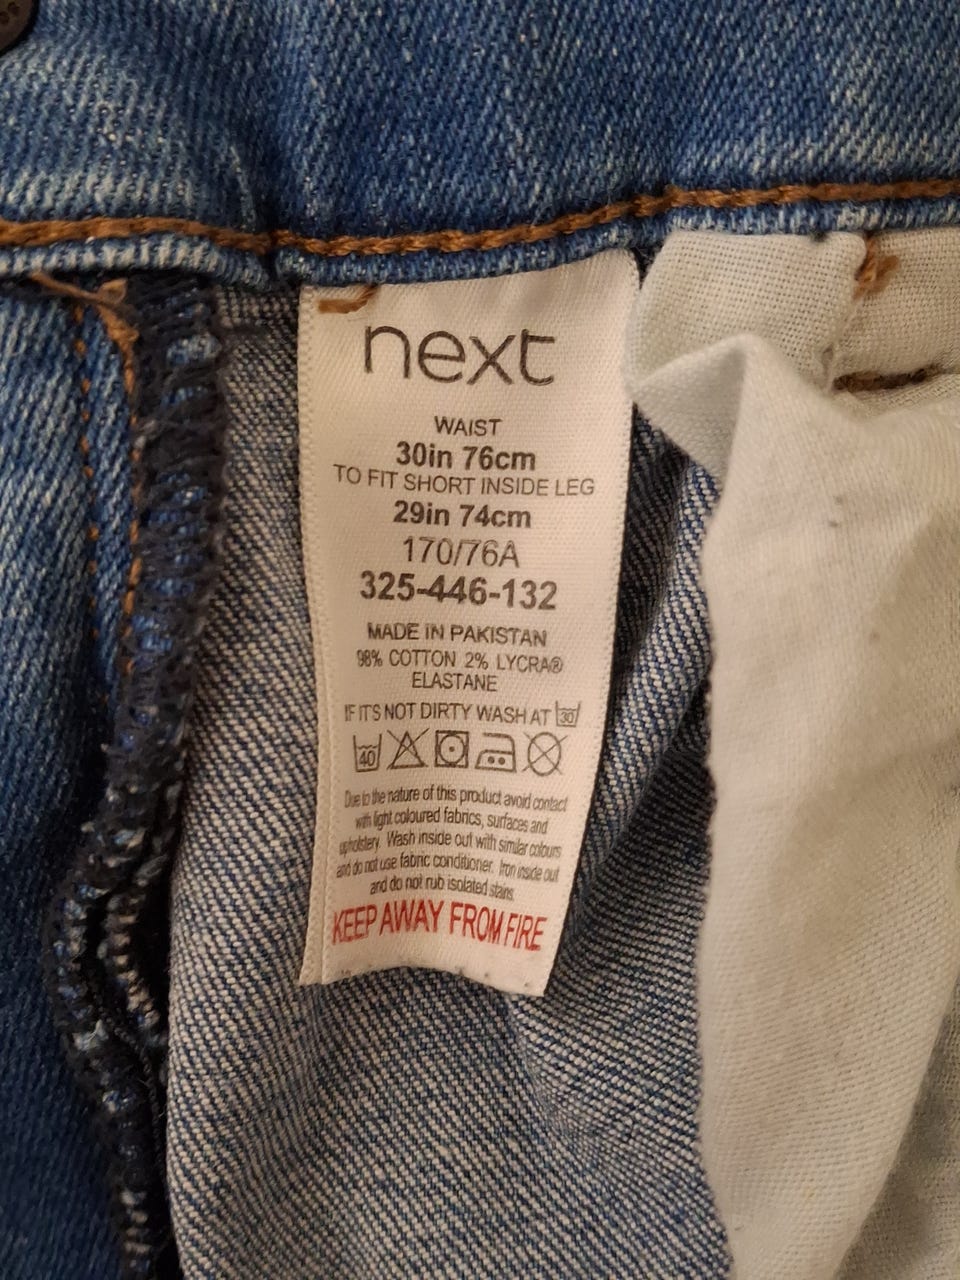 next
WAIST
30in 76cm
TO FIT SHORT INSIDE LEG
29in 74cm
170/76A
325-446-132
MADE IN PAKISTAN
98% COTTON 2% LYCRA®
ELASTANE
IF IT'S NOT DIRTY WASH AT 30
40
Due to the nature of this product avoid contact
with light coloured fabrics, surfaces and
upholstery. Wash inside out with similar colours
and do not use fabric conditioner. Iron inside out
and do not rub isolated stains.
KEEP AWAY FROM FIRE